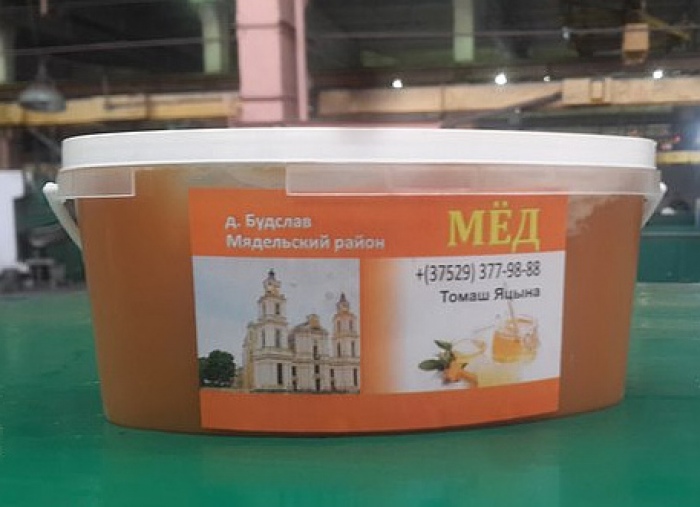 д. Будслав
Мядельский район
МЁД
+(37529) 377-98-88
Томаш Яцына